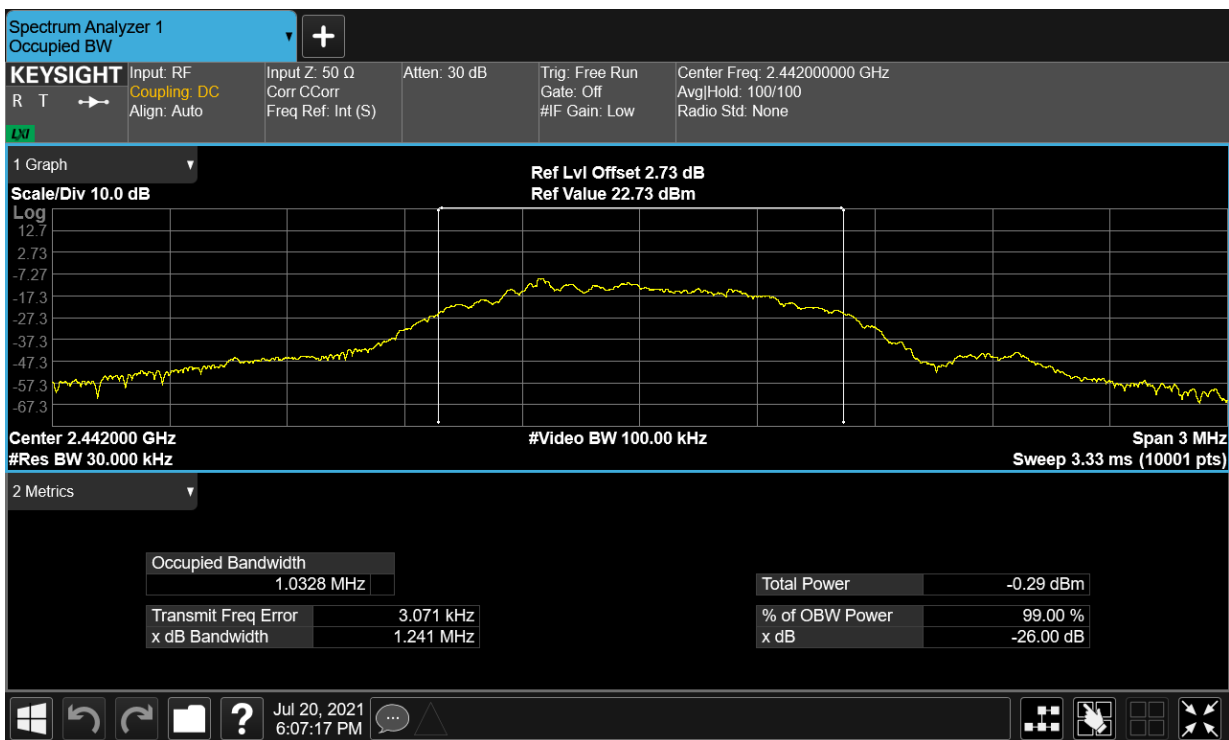 Spectrum Analyzer 1
Occupied BW
KEYSIGHT
R T
LXI
Input: RF
Coupling: DC
Align: Auto
Input Z: 50 Ω
Corr CCorr
Freq Ref: Int (S)
Atten: 30 dB
Trig: Free Run
Gate: Off
#IF Gain: Low
Center Freq: 2.442000000 GHz
Avg|Hold: 100/100
Radio Std: None
1 Graph
Scale/Div 10.0 dB
Ref Lvl Offset 2.73 dB
Ref Value 22.73 dBm
Log
12.7
2.73
-7.27
-17.3
-27.3
-37.3
-47.3
-57.3
-67.3
Center 2.442000 GHz
#Res BW 30.000 kHz
#Video BW 100.00 kHz
Span 3 MHz
Sweep 3.33 ms (10001 pts)
2 Metrics
Occupied Bandwidth
1.0328 MHz
Transmit Freq Error 3.071 kHz
x dB Bandwidth 1.241 MHz
Total Power -0.29 dBm
% of OBW Power 99.00 %
x dB -26.00 dB
?
Jul 20, 2021
6:07:17 PM